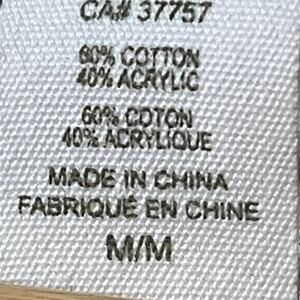 CA# 37757
60% COTTON
40% ACRYLIC
60% COTON
40% ACRYLIQUE
MADE IN CHINA
FABRIQUÉ EN CHINE
M/M